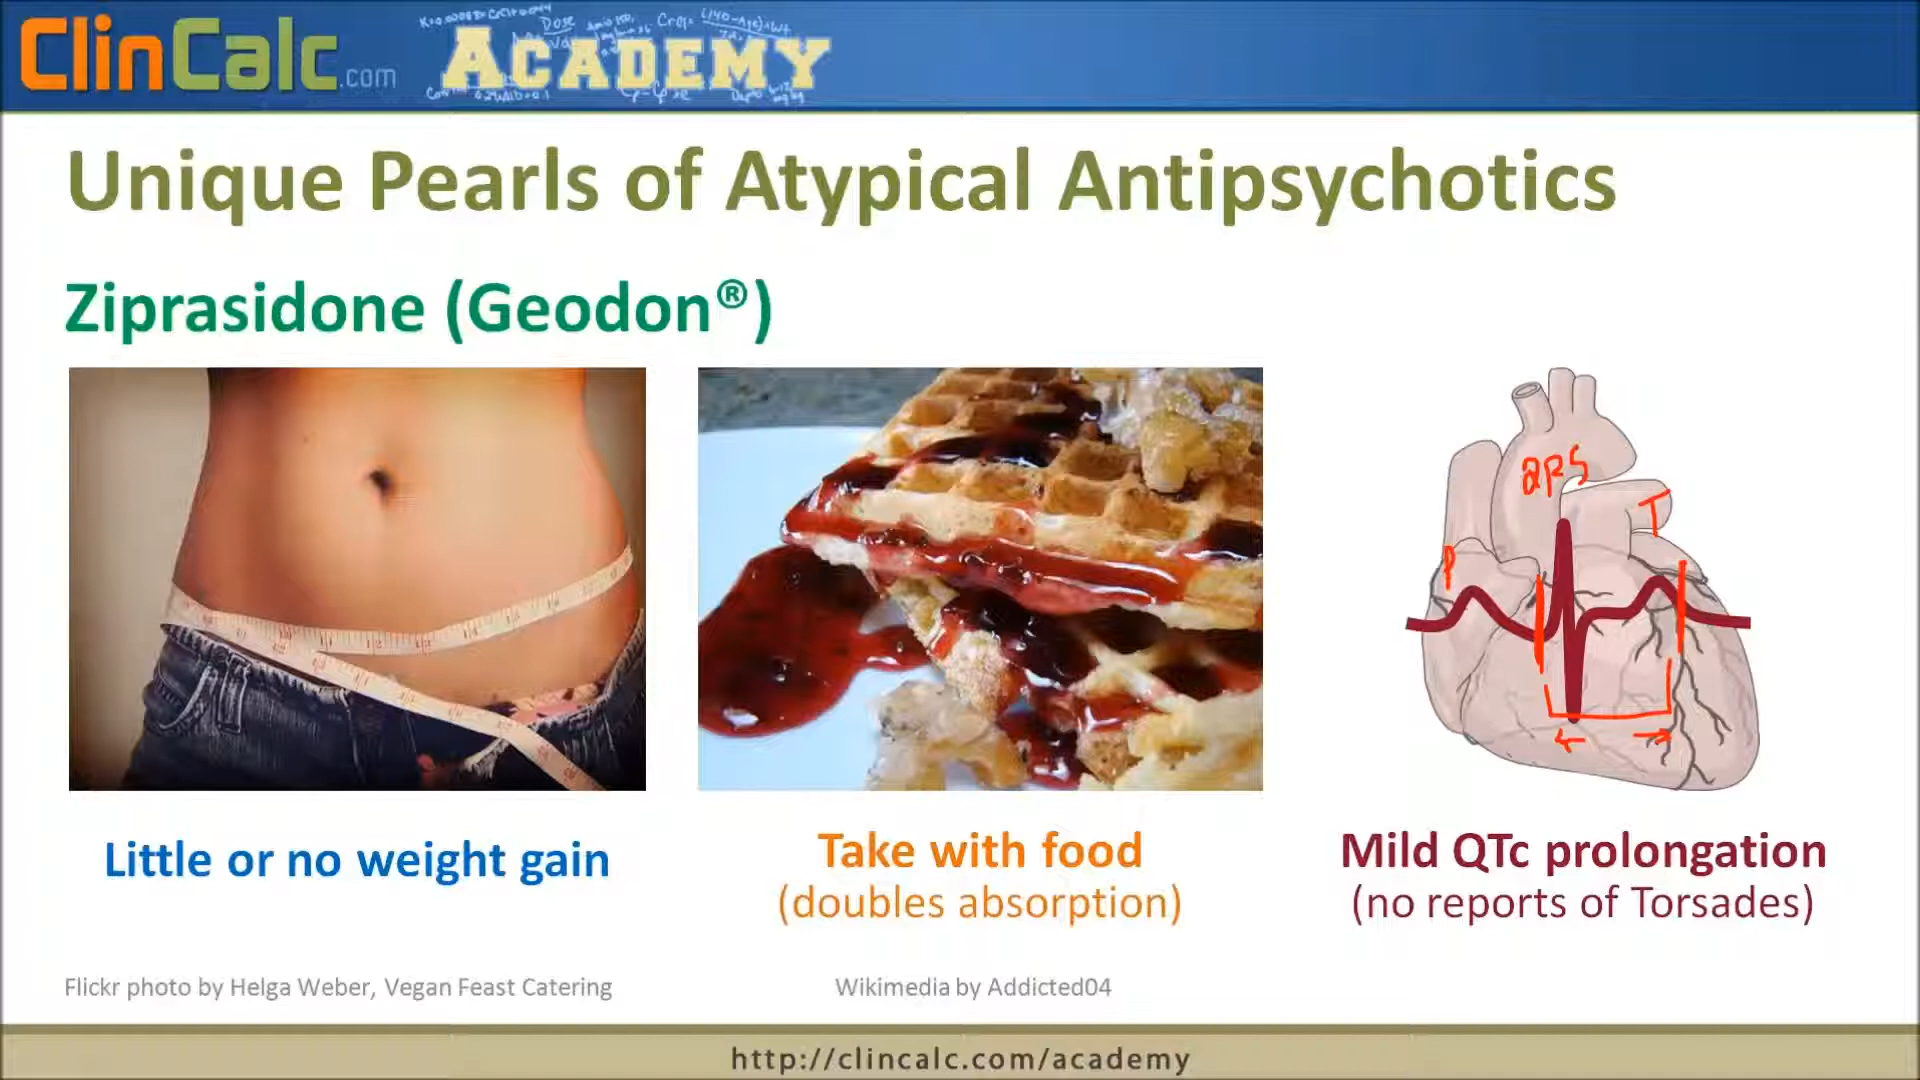 ClinCalc.com ACADEMY
Unique Pearls of Atypical Antipsychotics
Ziprasidone (Geodon®)
QRS
T
P
Little or no weight gain
Take with food
(doubles absorption)
Mild QTc prolongation
(no reports of Torsades)
Flickr photo by Helga Weber, Vegan Feast Catering
Wikimedia by Addicted04
http://clincalc.com/academy